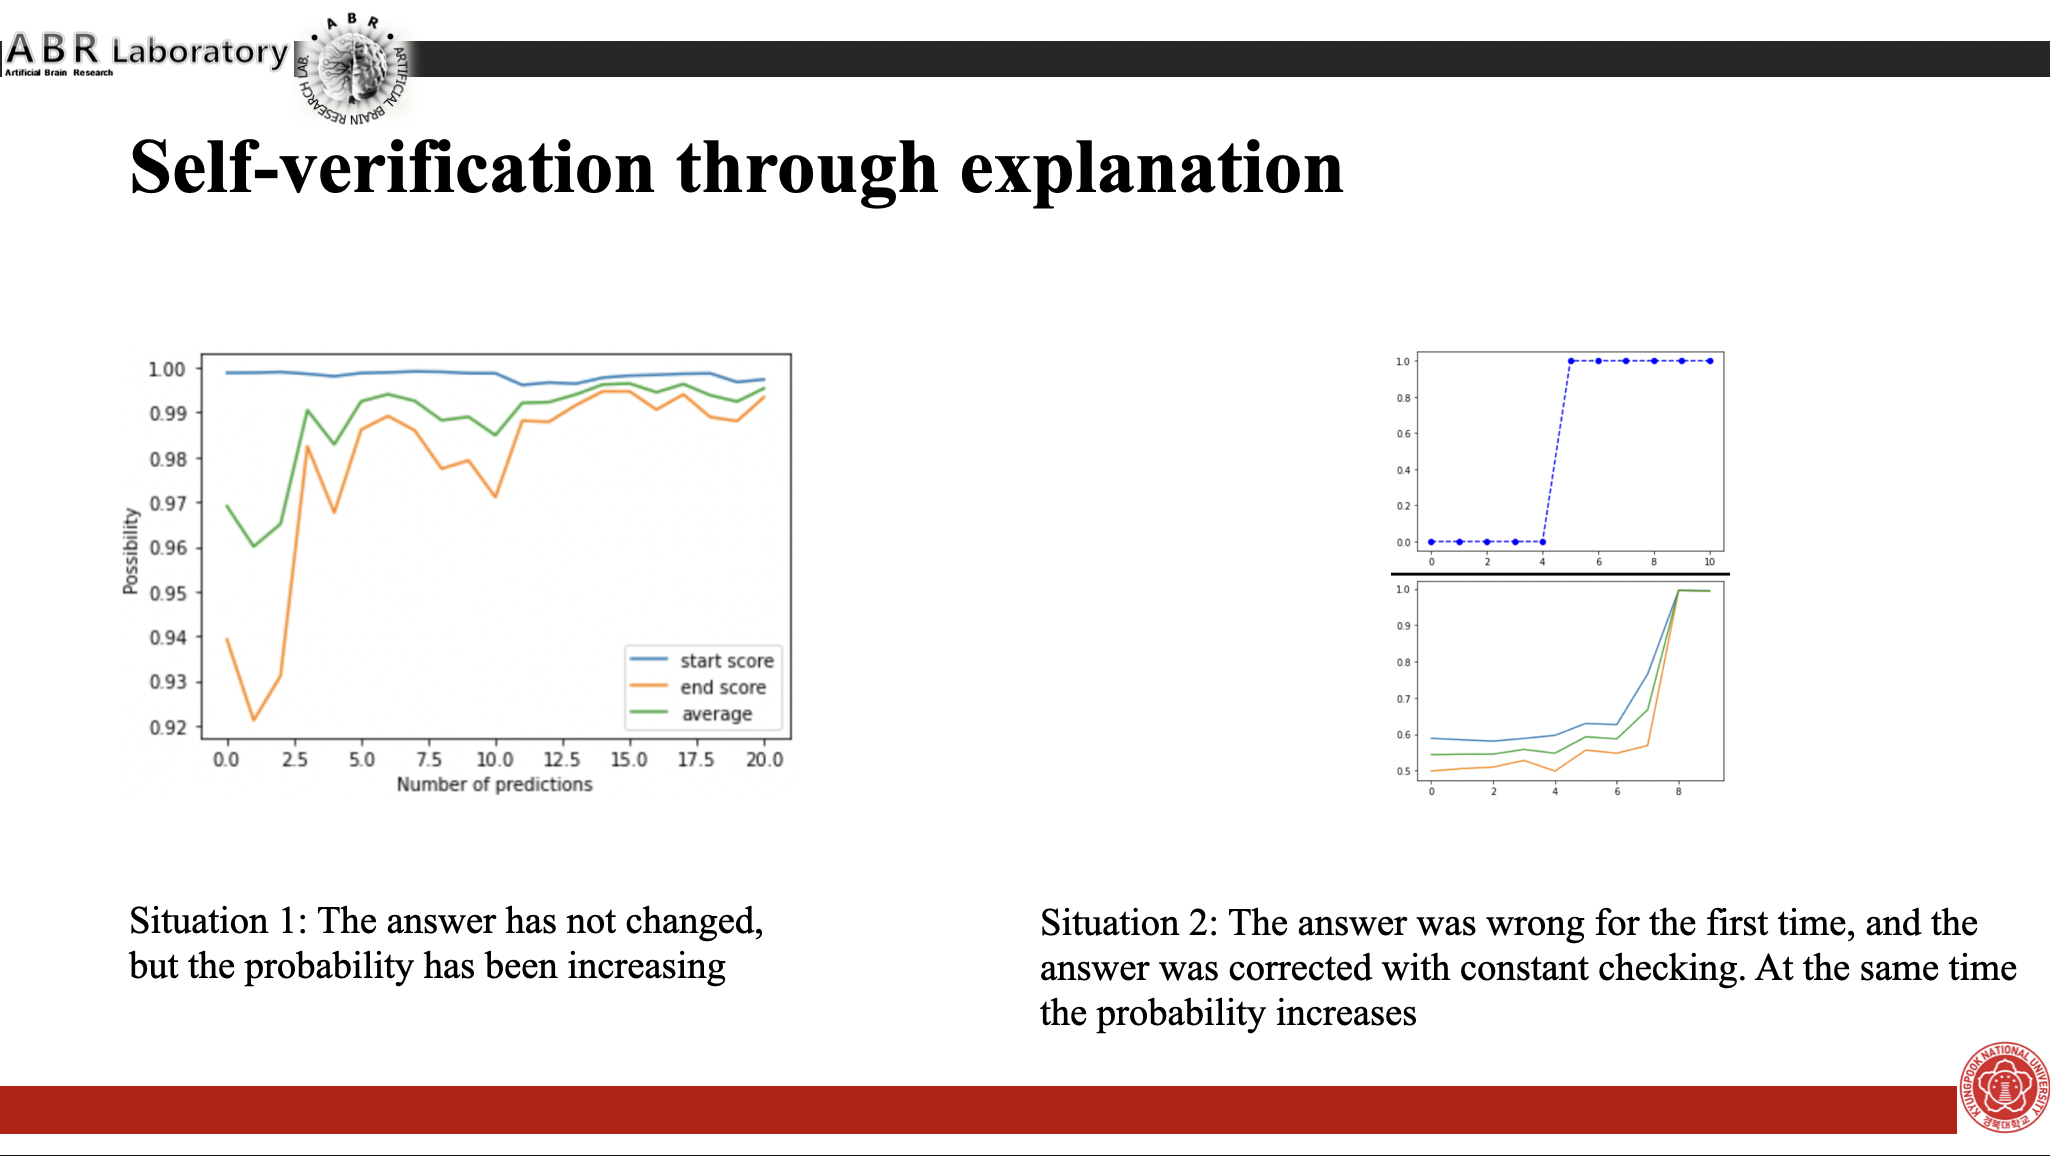 ABR Laboratory
Artificial Brain Research
A B R
ARTIFICIAL BRAIN RESEARCH LAB.
Self-verification through explanation
1.00
0.99
0.98
0.97
0.96
0.95
0.94
0.93
0.92
Possibility
0.0 2.5 5.0 7.5 10.0 12.5 15.0 17.5 20.0
Number of predictions
start score
end score
average
1.0
0.8
0.6
0.4
0.2
0.0
0 2 4 6 8 10
1.0
0.9
0.8
0.7
0.6
0.5
0 2 4 6 8
Situation 1: The answer has not changed,
but the probability has been increasing
Situation 2: The answer was wrong for the first time, and the
answer was corrected with constant checking. At the same time
the probability increases
KYUNGPOOK NATIONAL UNIVERSITY
경북대학교